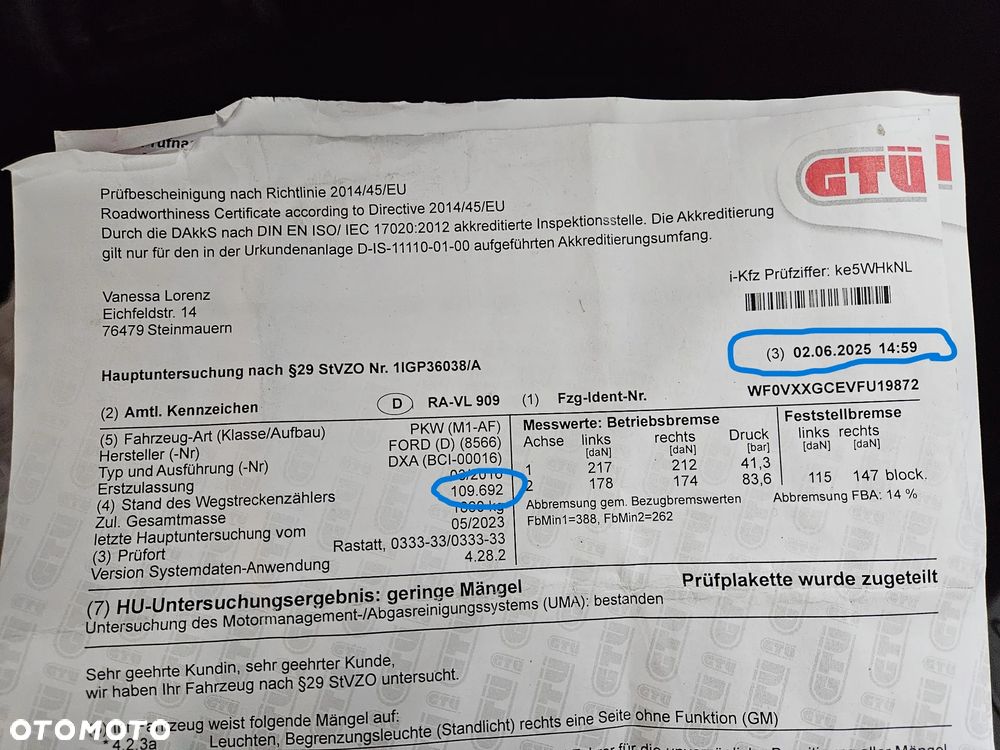 GTÜ
Prüfbescheinigung nach Richtlinie 2014/45/EU
Roadworthiness Certificate according to Directive 2014/45/EU
Durch die DAkkS nach DIN EN ISO/ IEC 17020:2012 akkreditierte Inspektionsstelle. Die Akkreditierung
gilt nur für den in der Urkundenanlage D-IS-11110-01-00 aufgeführten Akkreditierungsumfang.
i-Kfz Prüfziffer: ke5WHkNL
Vanessa Lorenz
Eichfeldstr. 14
76479 Steinmauern
(3) 02.06.2025 14:59
Hauptuntersuchung nach §29 StVZO Nr. 1IGP36038/A
(2) Amtl. Kennzeichen D RA-VL 909 (1) Fzg-Ident-Nr. WF0VXXGCEVFU19872
(5) Fahrzeug-Art (Klasse/Aufbau) PKW (M1-AF)
Hersteller (-Nr) FORD (D) (8566)
Typ und Ausführung (-Nr) DXA (BCI-00016)
Erstzulassung
(4) Stand des Wegstreckenzählers 109.692
Zul. Gesamtmasse kg
letzte Hauptuntersuchung vom 05/2023
(3) Prüfort Rastatt, 0333-33/0333-33
Version Systemdaten-Anwendung 4.28.2
Messwerte: Betriebsbremse
Achse links rechts Druck
[daN] [daN] [bar]
1 217 212 41,3
2 178 174 83,6
Abbremsung gem. Bezugbremswerten
FbMin1=388, FbMin2=262
Feststellbremse
links rechts
[daN] [daN]
115 147 block.
Abbremsung FBA: 14 %
(7) HU-Untersuchungsergebnis: geringe Mängel Prüfplakette wurde zugeteilt
Untersuchung des Motormanagement-/Abgasreinigungssystems (UMA): bestanden
Sehr geehrte Kundin, sehr geehrter Kunde,
wir haben Ihr Fahrzeug nach §29 StVZO untersucht.
Fahrzeug weist folgende Mängel auf:
* 4.2.3a Leuchten, Begrenzungsleuchte (Standlicht) rechts eine Seite ohne Funktion (GM)
OTOMOTO